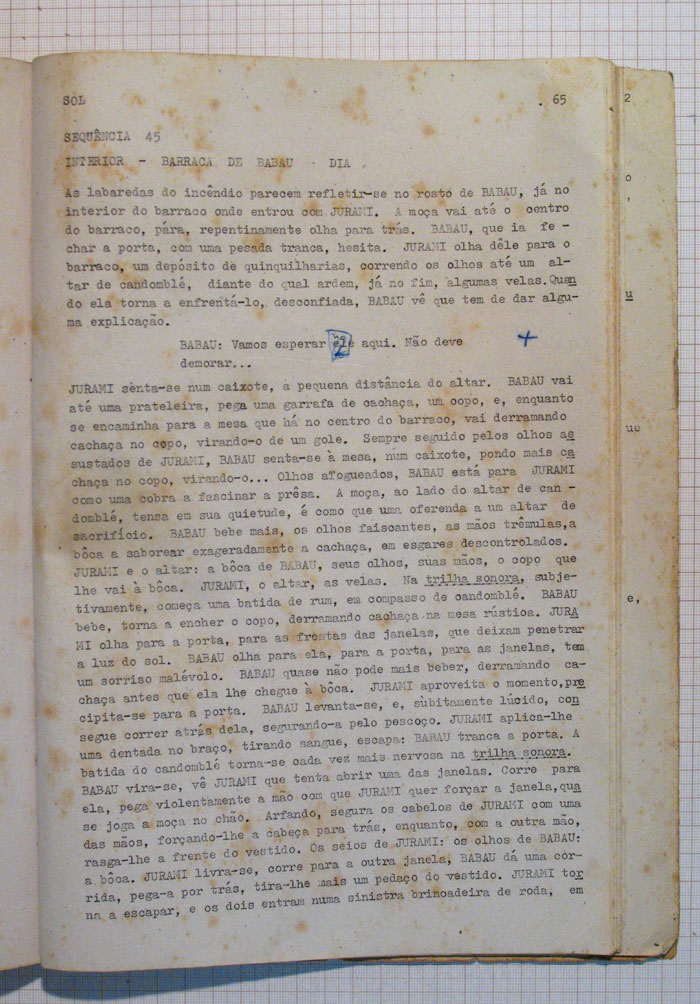 SOL 65
SEQUÊNCIA 45
INTERIOR - BARRACA DE BABAU DIA
As labaredas do incêndio parecem refletir-se no rosto de BABAU, já no
interior do barraco onde entrou com JURAMI. A moça vai até o centro
do barraco, pára, repentinamente olha para trás. BABAU, que ia fe -
char a porta, com uma pesada tranca, hesita. JURAMI olha dêle para o
barraco, um depósito de quinquilharias, correndo os olhos até um al-
tar de candomblé, diante do qual ardem, já no fim, algumas velas. Quan
do ela torna a enfrentá-lo, desconfiada, BABAU vê que tem de dar algu-
ma explicação.
BABAU: Vamos esperar aqui. Não deve +
demorar...
JURAMI senta-se num caixote, a pequena distância do altar. BABAU vai
até uma prateleira, pega uma garrafa de cachaça, um copo, e, enquanto
se encaminha para a mesa que há no centro do barraco, vai derramando
cachaça no copo, virando-o de um gole. Sempre seguido pelos olhos as
sustados de JURAMI, BABAU senta-se à mesa, num caixote, pondo mais ca
chaça no copo, virando-o... Olhos afogueados, BABAU está para JURAMI
como uma cobra a fascinar a prêsa. A moça, ao lado do altar de can -
domblé, tensa em sua quietude, é como que uma oferenda a um altar de
sacrifício. BABAU bebe mais, os olhos faiscantes, as mãos trêmulas,a
bôca a saborear exageradamente a cachaça, em esgares descontrolados.
JURAMI e o altar: a bôca de BABAU, seus olhos, suas mãos, o copo que
lhe vai à bôca. JURAMI, o altar, as velas. Na trilha sonora, subje-
tivamente, começa uma batida de rum, em compasso de candomblé. BABAU
bebe, torna a encher o copo, derramando cachaça na mesa rústica. JURA
MI olha para a porta, para as frestas das janelas, que deixam penetrar
a luz do sol. BABAU olha para ela, para a porta, para as janelas, tem
um sorriso malévolo. BABAU quase não pode mais beber, derramando ca-
chaça antes que ela lhe chegue à bôca. JURAMI aproveita o momento,pre
cipita-se para a porta. BABAU levanta-se, e, sùbitamente lúcido, con
segue correr atrás dela, segurando-a pelo pescoço. JURAMI aplica-lhe
uma dentada no braço, tirando sangue, escapa: BABAU tranca a porta. A
batida do candomblé torna-se cada vez mais nervosa na trilha sonora.
BABAU vira-se, vê JURAMI que tenta abrir uma das janelas. Corre para
ela, pega violentamente a mão com que JURAMI quer forçar a janela,qua
se joga a moça no chão. Arfando, segura os cabelos de JURAMI com uma
das mãos, forçando-lhe a cabeça para trás, enquanto, com a outra mão,
rasga-lhe a frente do vestido. Os seios de JURAMI: os olhos de BABAU:
a bôca. JURAMI livra-se, corre para a outra janela, BABAU dá uma cor-
rida, pega-a por trás, tira-lhe mais um pedaço do vestido. JURAMI tor
na a escapar, e os dois entram numa sinistra brincadeira de roda, em
2
o
u
ue
e,